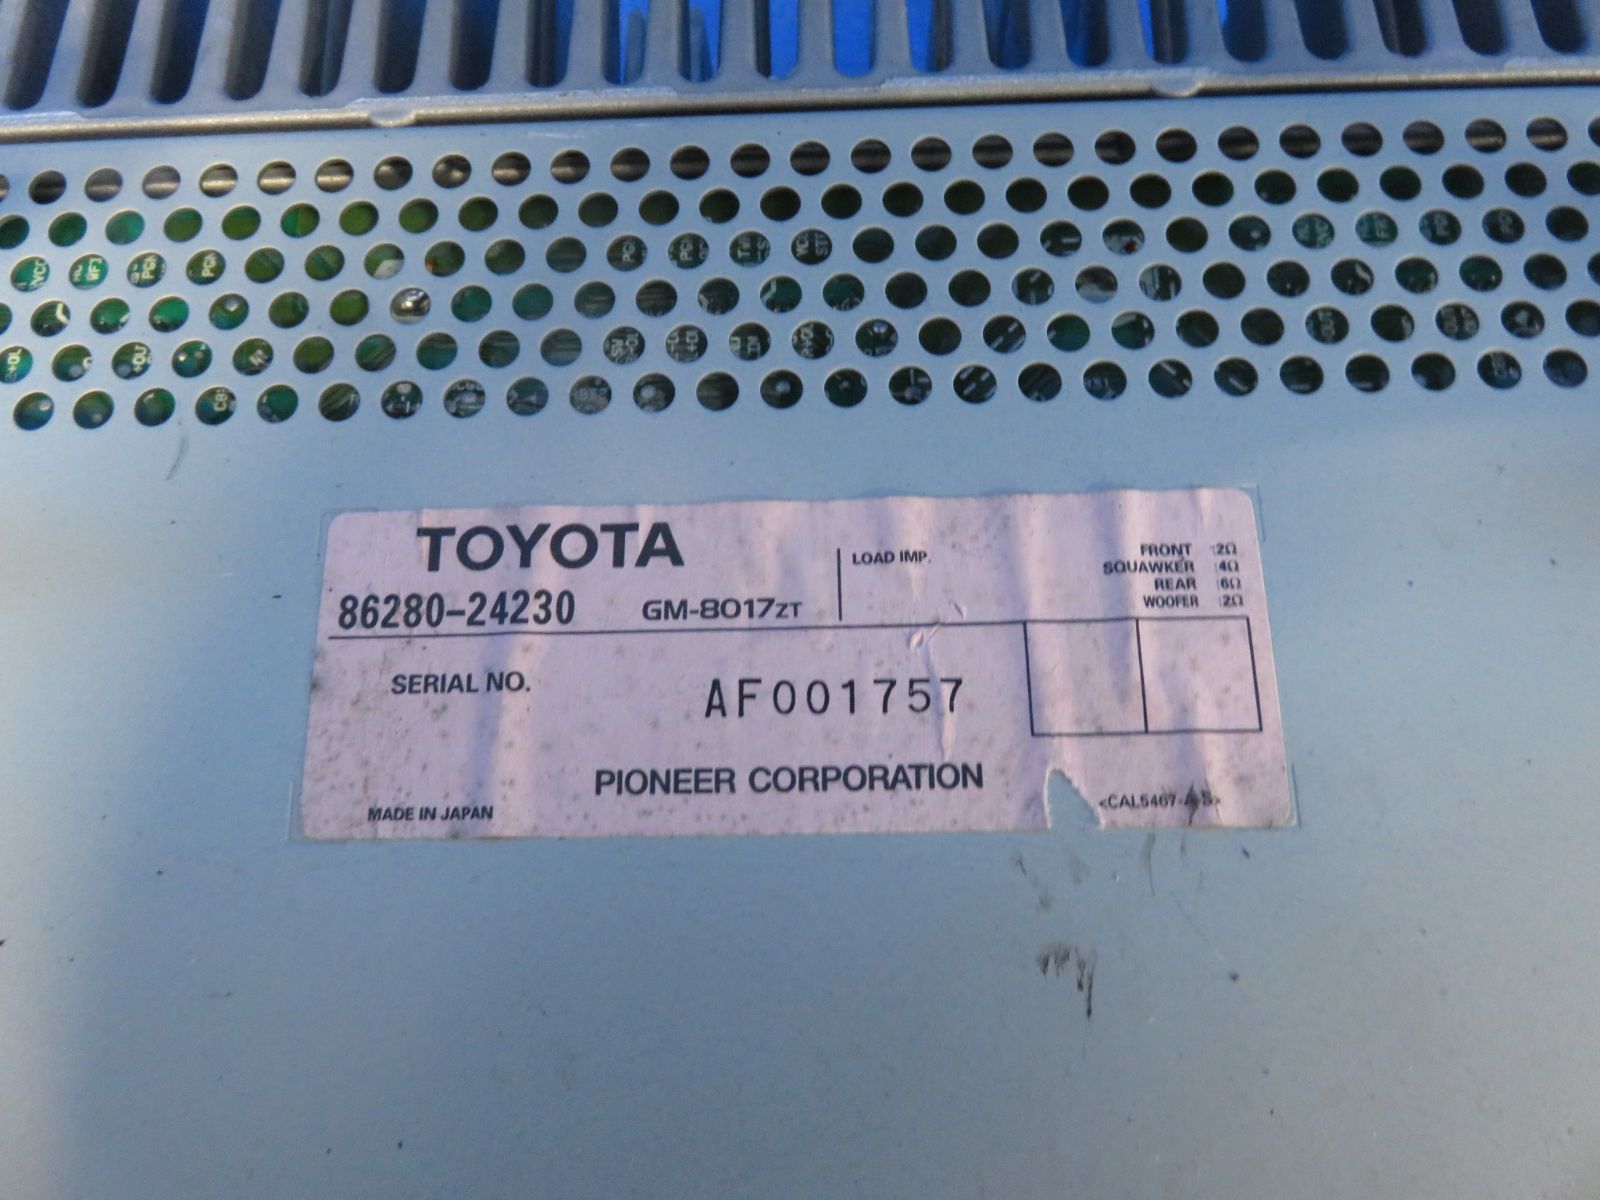 TOYOTA
86280-24230 GM-8017ZT
LOAD IMP. FRONT :2Ω
SQUAWKER :4Ω
REAR :6Ω
WOOFER :2Ω
SERIAL NO. AF001757
PIONEER CORPORATION
MADE IN JAPAN